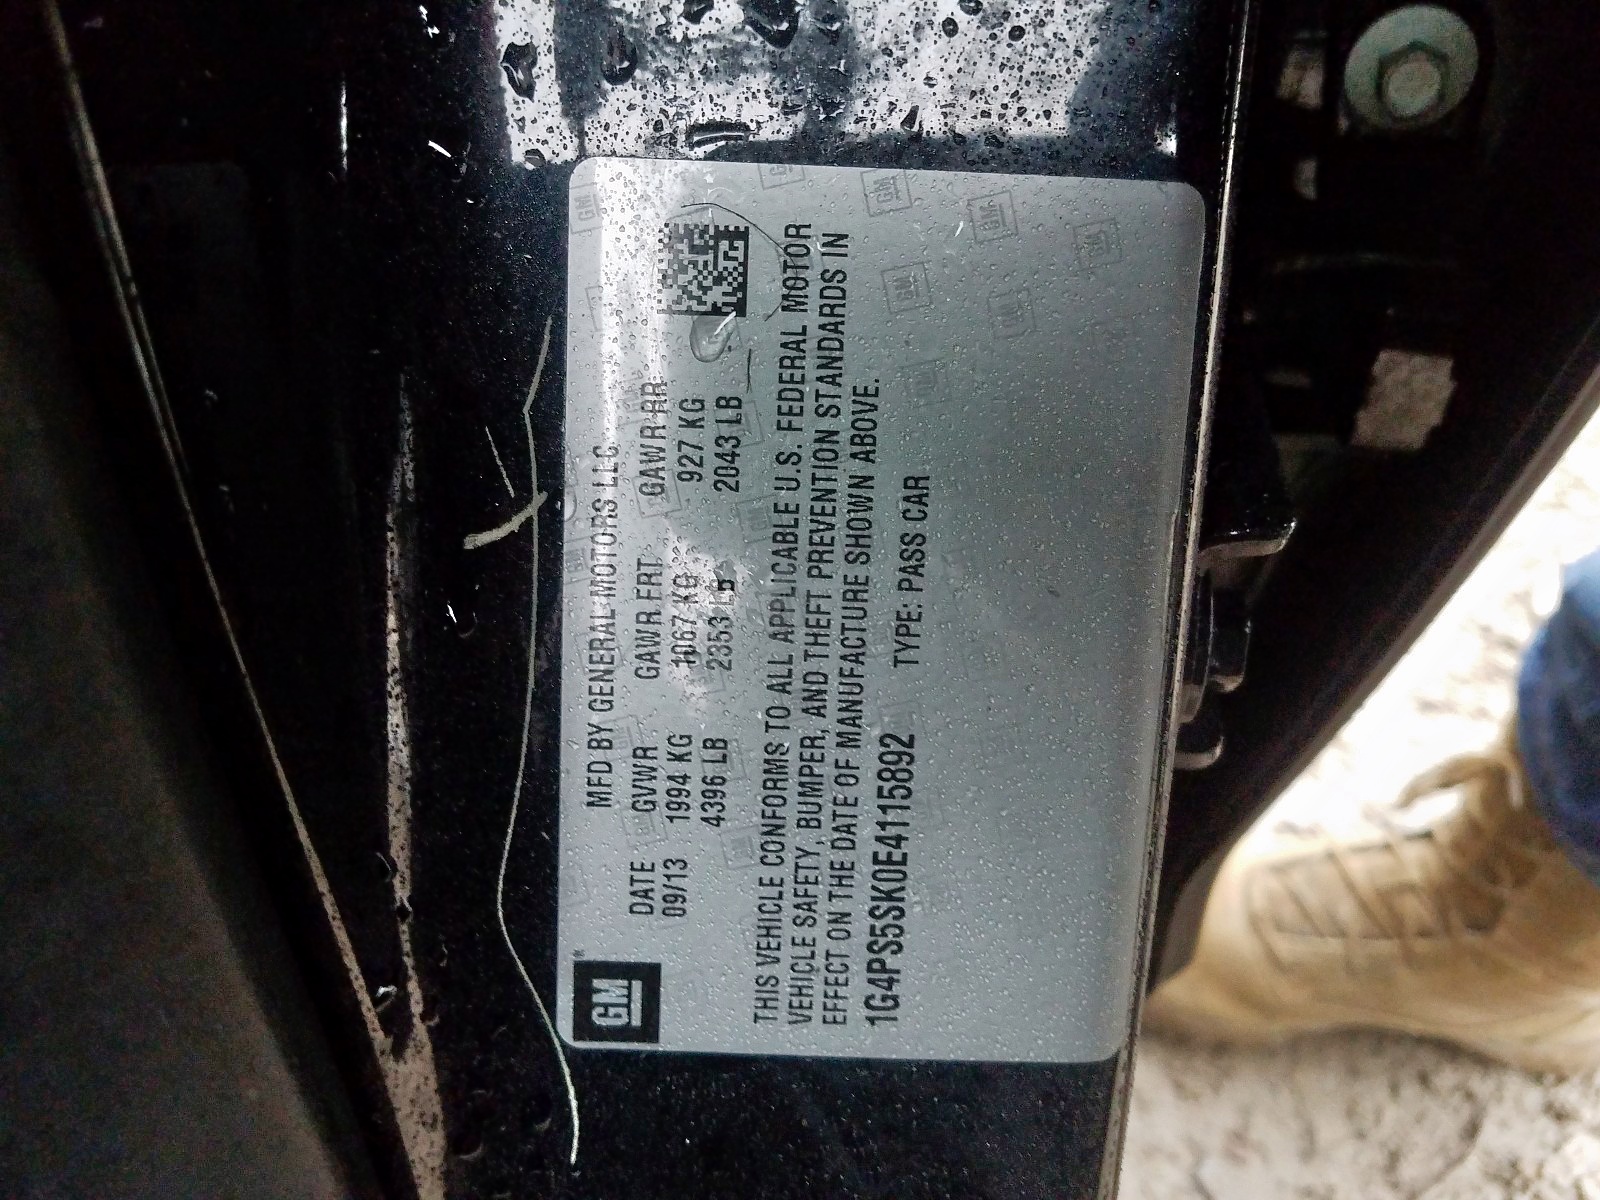 GM
MFD BY GENERAL MOTORS LLC
DATE GVWR GAWR FRT GAWR RR
09/13 1994 KG 1067 KG 927 KG
4396 LB 2353 LB 2043 LB
THIS VEHICLE CONFORMS TO ALL APPLICABLE U.S. FEDERAL MOTOR
VEHICLE SAFETY, BUMPER, AND THEFT PREVENTION STANDARDS IN
EFFECT ON THE DATE OF MANUFACTURE SHOWN ABOVE.
1G4PS5SK0E4115892 TYPE: PASS CAR